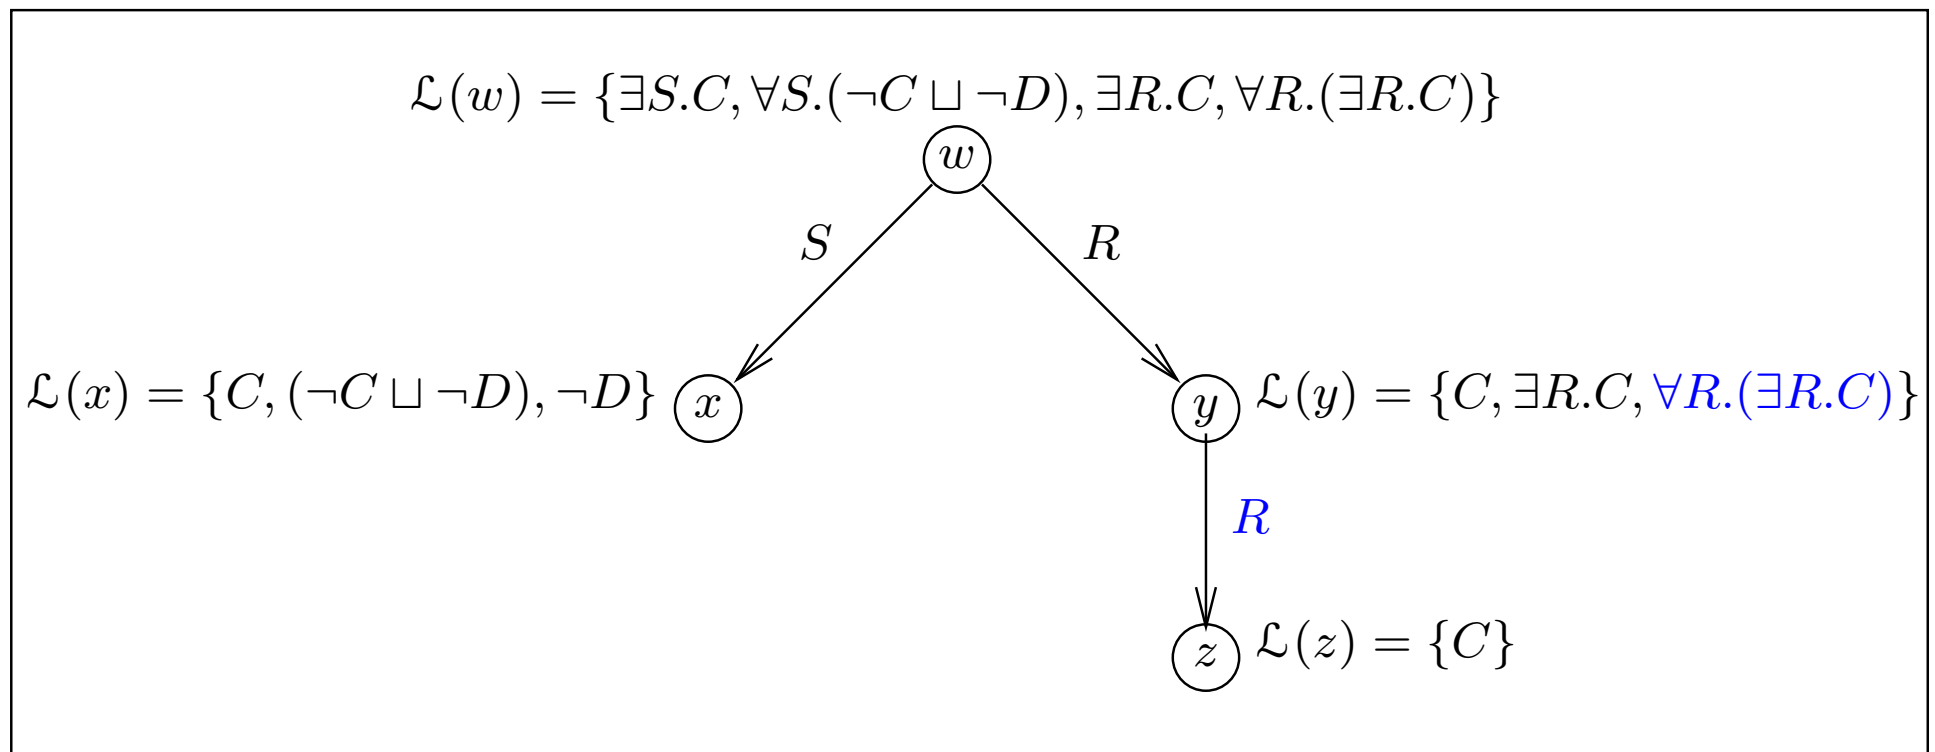 ℒ(w) = {∃S.C, ∀S.(¬C ⊔ ¬D), ∃R.C, ∀R.(∃R.C)}
w
S R
ℒ(x) = {C, (¬C ⊔ ¬D), ¬D} x y ℒ(y) = {C, ∃R.C, ∀R.(∃R.C)}
R
z ℒ(z) = {C}